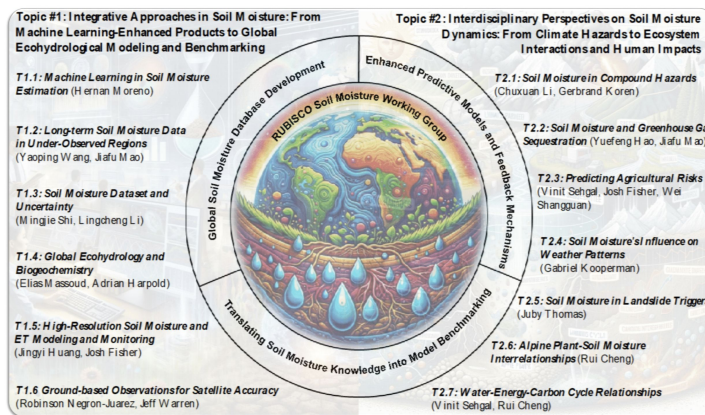 Topic #1: Integrative Approaches in Soil Moisture: From
Machine Learning-Enhanced Products to Global
Ecohydrological Modeling and Benchmarking
T1.1: Machine Learning in Soil Moisture
Estimation (Hernan Moreno)
T1.2: Long-term Soil Moisture Data
in Under-Observed Regions
(Yaoping Wang, Jiafu Mao)
T1.3: Soil Moisture Dataset and
Uncertainty
(Mingjie Shi, Lingcheng Li)
T1.4: Global Ecohydrology and
Biogeochemistry
(Elias Massoud, Adrian Harpold)
T1.5: High-Resolution Soil Moisture and
ET Modeling and Monitoring
(Jingyi Huang, Josh Fisher)
T1.6 Ground-based Observations for Satellite Accuracy
(Robinson Negron-Juarez, Jeff Warren)
Global Soil Moisture Database Development
Enhanced Predictive Models and Feedback Mechanisms
RUBISCO Soil Moisture Working Group
Translating Soil Moisture Knowledge into Model Benchmarking
Topic #2: Interdisciplinary Perspectives on Soil Moisture
Dynamics: From Climate Hazards to Ecosystem
Interactions and Human Impacts
T2.1: Soil Moisture in Compound Hazards
(Chuxuan Li, Gerbrand Koren)
T2.2: Soil Moisture and Greenhouse Ga
Sequestration (Yuefeng Hao, Jiafu Mao)
T2.3: Predicting Agricultural Risks
(Vinit Sehgal, Josh Fisher, Wei
Shangguan)
T2.4: Soil Moisture's Influence on
Weather Patterns
(Gabriel Kooperman)
T2.5: Soil Moisture in Landslide Trigger
(Juby Thomas)
T2.6: Alpine Plant-Soil Moisture
Interrelationships (Rui Cheng)
T2.7: Water-Energy-Carbon Cycle Relationships
(Vinit Sehgal, Rui Cheng)